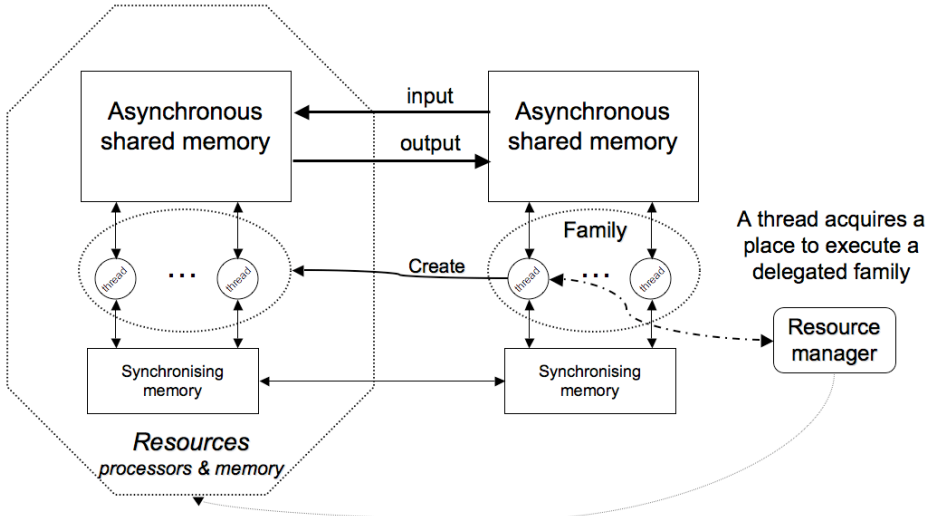 Asynchronous
shared memory
input
output
Asynchronous
shared memory
Family
A thread acquires a
place to execute a
delegated family
thread
...
thread
Create
thread
...
thread
Resource
manager
Synchronising
memory
Synchronising
memory
Resources
processors & memory